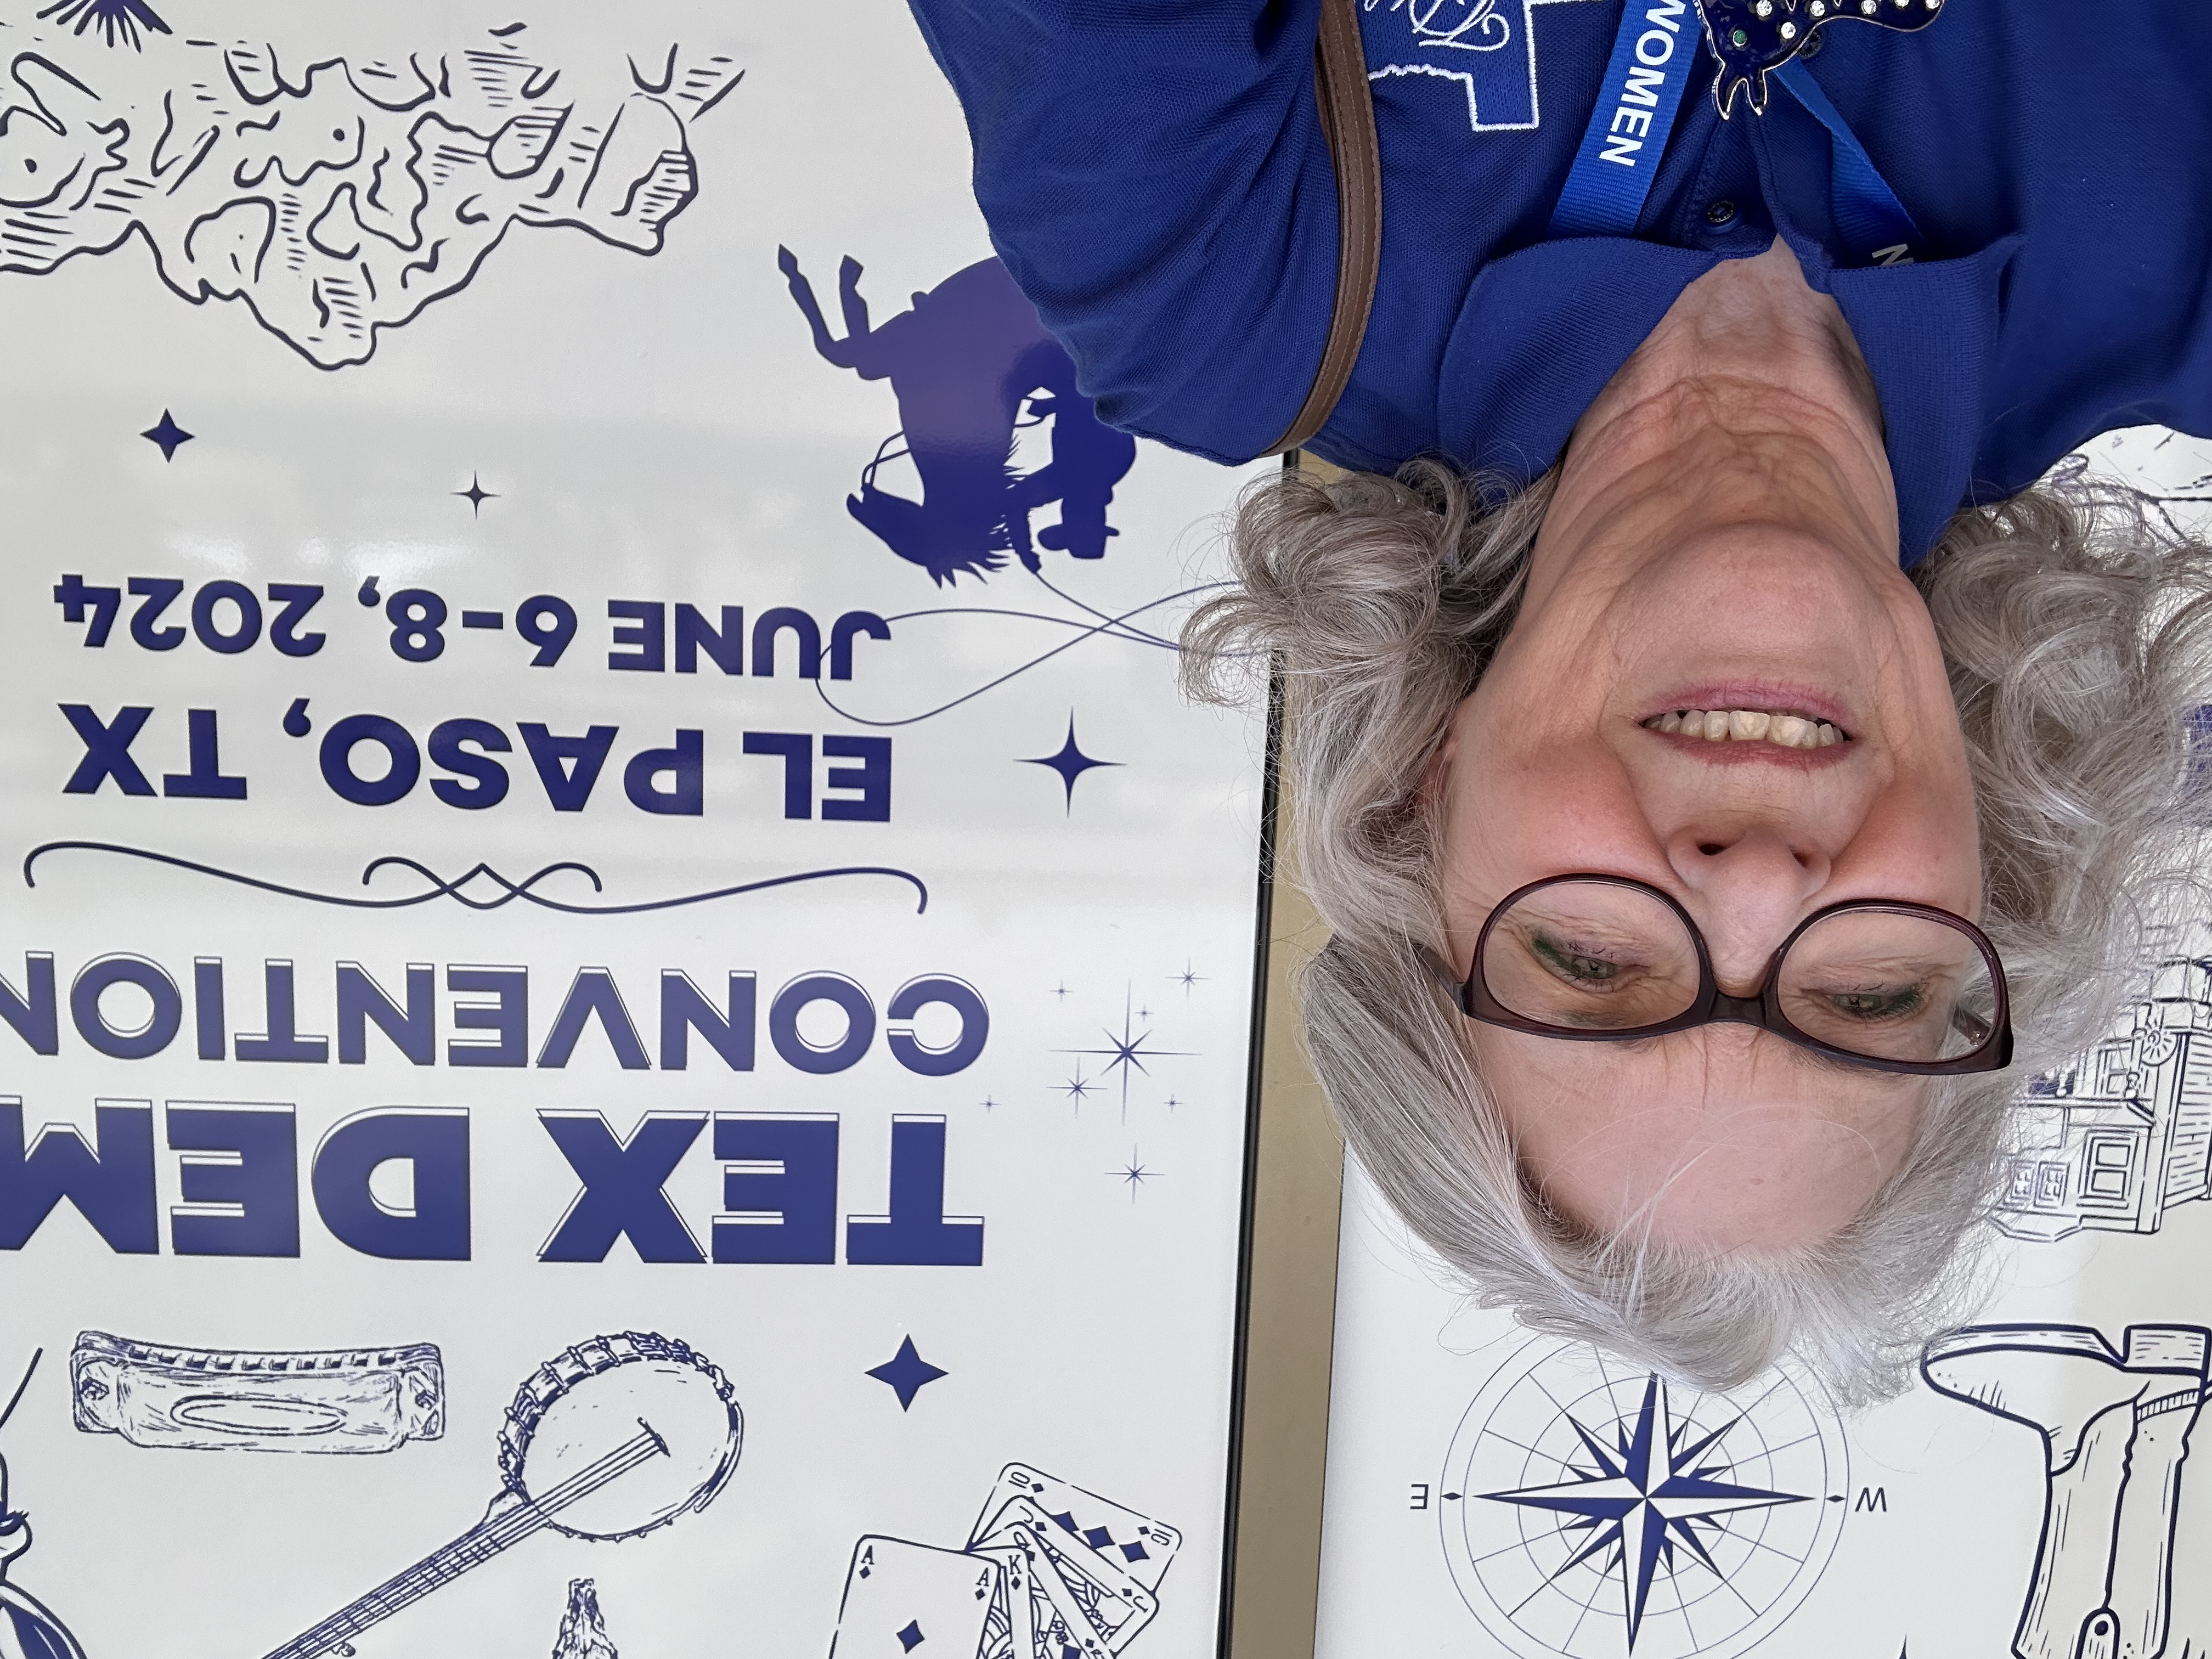 W E
TEX DEM
CONVENTION
EL PASO, TX
JUNE 6-8, 2024
WOMEN